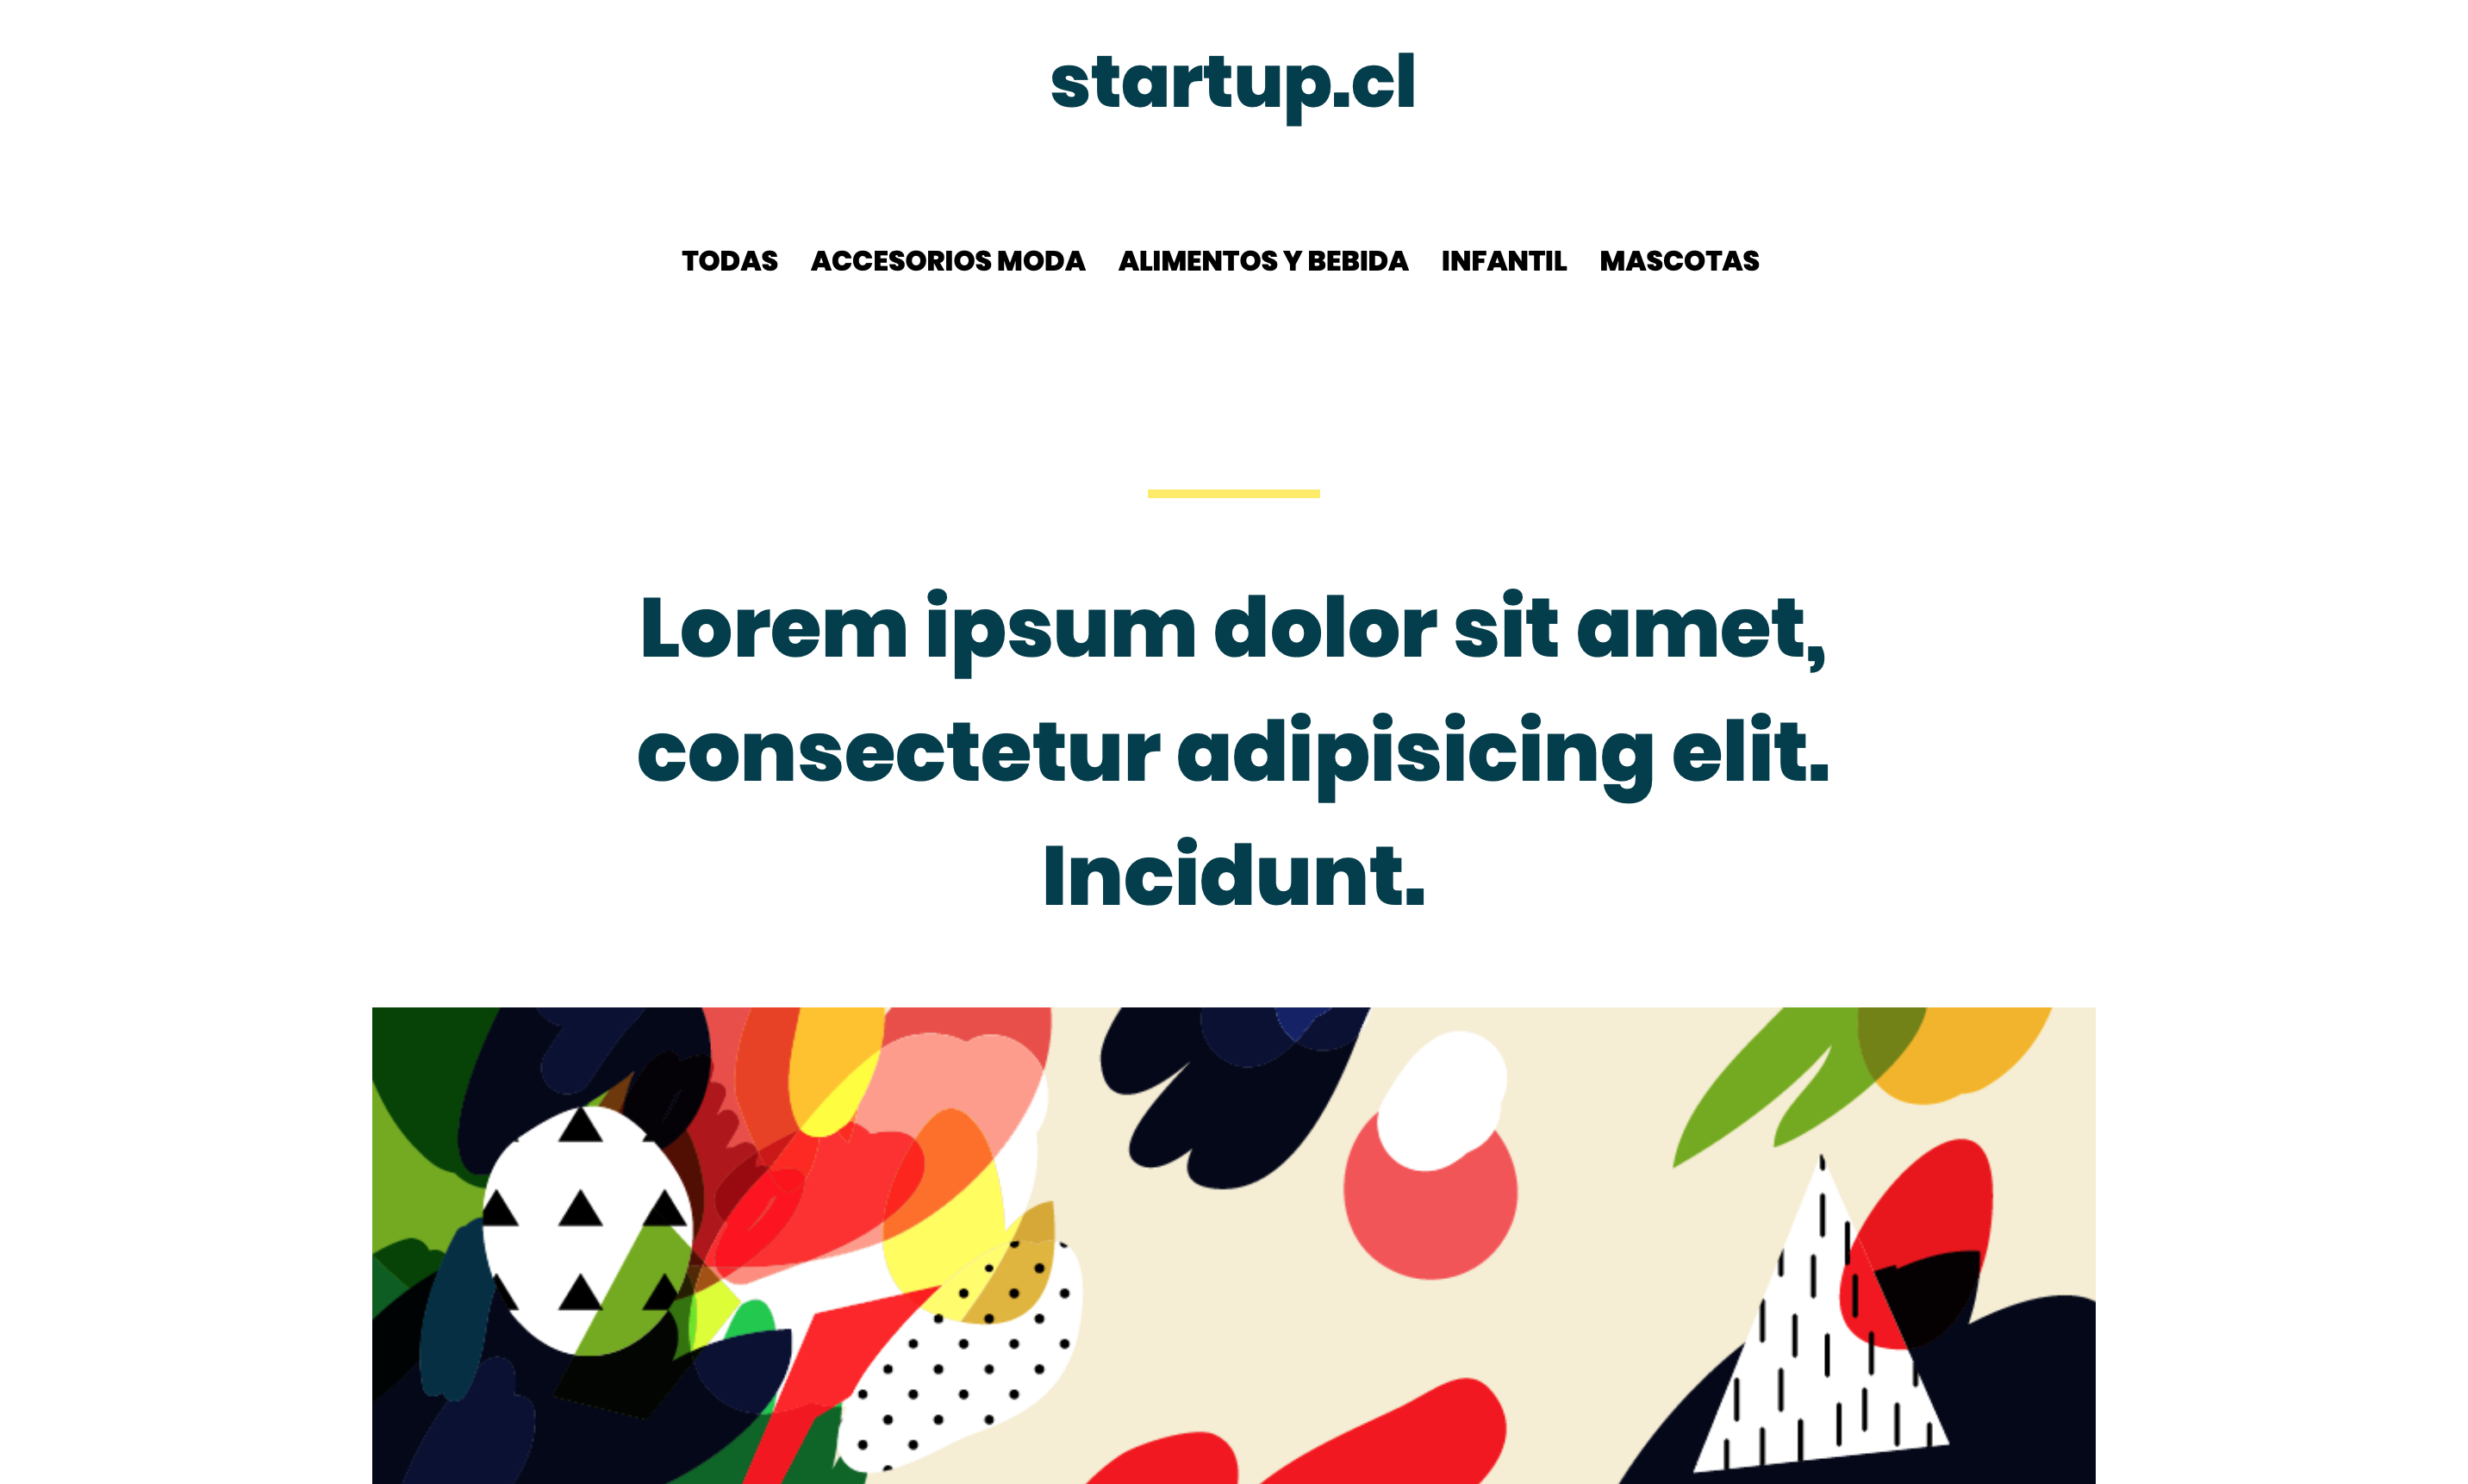 startup.cl
TODAS ACCESORIOS MODA ALIMENTOS Y BEBIDA INFANTIL MASCOTAS
Lorem ipsum dolor sit amet,
consectetur adipisicing elit.
Incidunt.